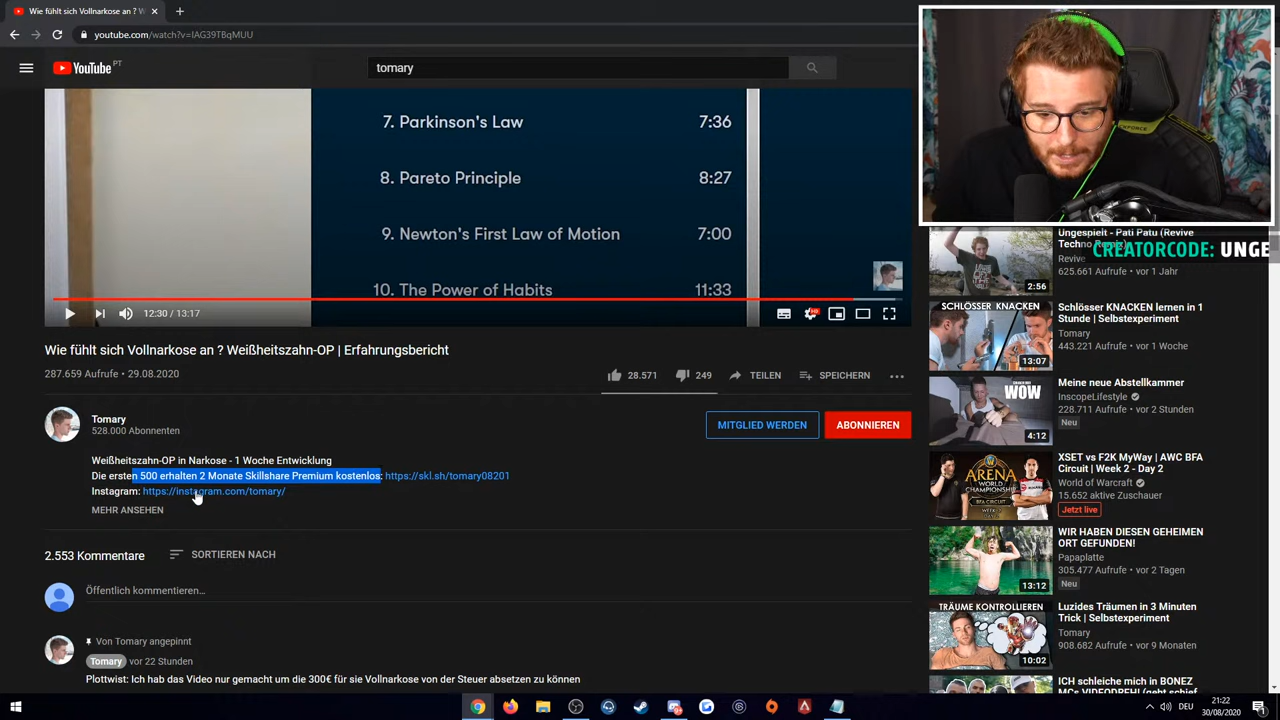 Wie fühlt sich Vollnarkose an ? W
youtube.com/watch?v=IAG39TBqMUU
YouTube PT
tomary
7. Parkinson's Law 7:36
8. Pareto Principle 8:27
9. Newton's First Law of Motion 7:00
10. The Power of Habits 11:33
12:30 / 13:17
Wie fühlt sich Vollnarkose an ? Weißheitszahn-OP | Erfahrungsbericht
287.659 Aufrufe • 29.08.2020
28.571
249
TEILEN
SPEICHERN
Tomary
528.000 Abonnenten
MITGLIED WERDEN
ABONNIEREN
Weißheitszahn-OP in Narkose - 1 Woche Entwicklung
Die ersten 500 erhalten 2 Monate Skillshare Premium kostenlos: https://skl.sh/tomary08201
Instagram: https://instagram.com/tomary/
MEHR ANSEHEN
2.553 Kommentare
SORTIEREN NACH
Öffentlich kommentieren...
Von Tomary angepinnt
Tomary vor 22 Stunden
Plottwist: Ich hab das Video nur gemacht um die OP für sie Vollnarkose von der Steuer absetzen zu können
Ungespielt - Pati Patu (Revive
Techno Remix)
Revive
625.661 Aufrufe • vor 1 Jahr
2:56
CREATORCODE: UNGE
SCHLÖSSER KNACKEN
13:07
Schlösser KNACKEN lernen in 1
Stunde | Selbstexperiment
Tomary
443.221 Aufrufe • vor 1 Woche
WOW
4:12
Meine neue Abstellkammer
InscopeLifestyle
228.711 Aufrufe • vor 2 Stunden
Neu
ARENA
WORLD
CHAMPIONSHIP
BFA CIRCUIT
XSET vs F2K MyWay | AWC BFA
Circuit | Week 2 - Day 2
World of Warcraft
15.652 aktive Zuschauer
Jetzt live
13:12
WIR HABEN DIESEN GEHEIMEN
ORT GEFUNDEN!
Papaplatte
305.477 Aufrufe • vor 2 Tagen
Neu
TRÄUME KONTROLLIEREN
10:02
Luzides Träumen in 3 Minuten
Trick | Selbstexperiment
Tomary
908.682 Aufrufe • vor 9 Monaten
ICH schleiche mich in BONEZ
MCs VIDEODREH! (geht schief
DEU
21:22
30/08/2020